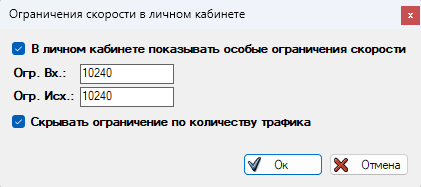 Ограничения скорости в личном кабинете
В личном кабинете показывать особые ограничения скорости
Огр. Вх.: 10240
Огр. Исх.: 10240
Скрывать ограничение по количеству трафика
Ок Отмена